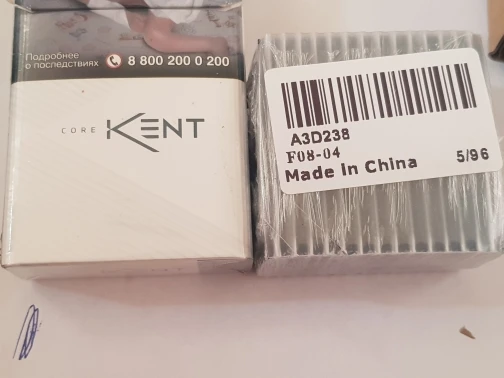 Подробнее
о последствиях
8 800 200 0 200
CORE KENT
A3D238
F08-04
Made In China 5/96